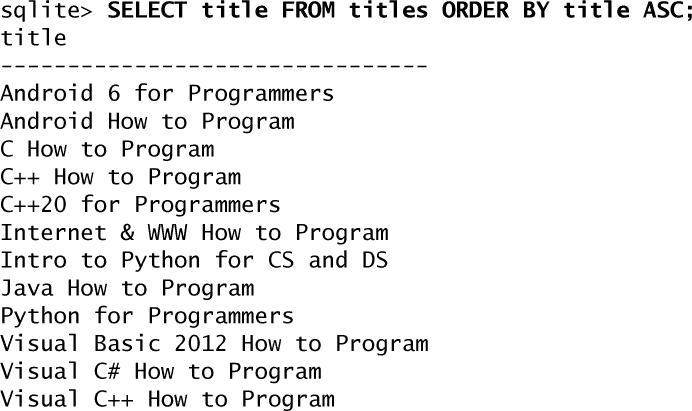 sqlite> SELECT title FROM titles ORDER BY title ASC;
title
--------------------------------
Android 6 for Programmers
Android How to Program
C How to Program
C++ How to Program
C++20 for Programmers
Internet & WWW How to Program
Intro to Python for CS and DS
Java How to Program
Python for Programmers
Visual Basic 2012 How to Program
Visual C# How to Program
Visual C++ How to Program